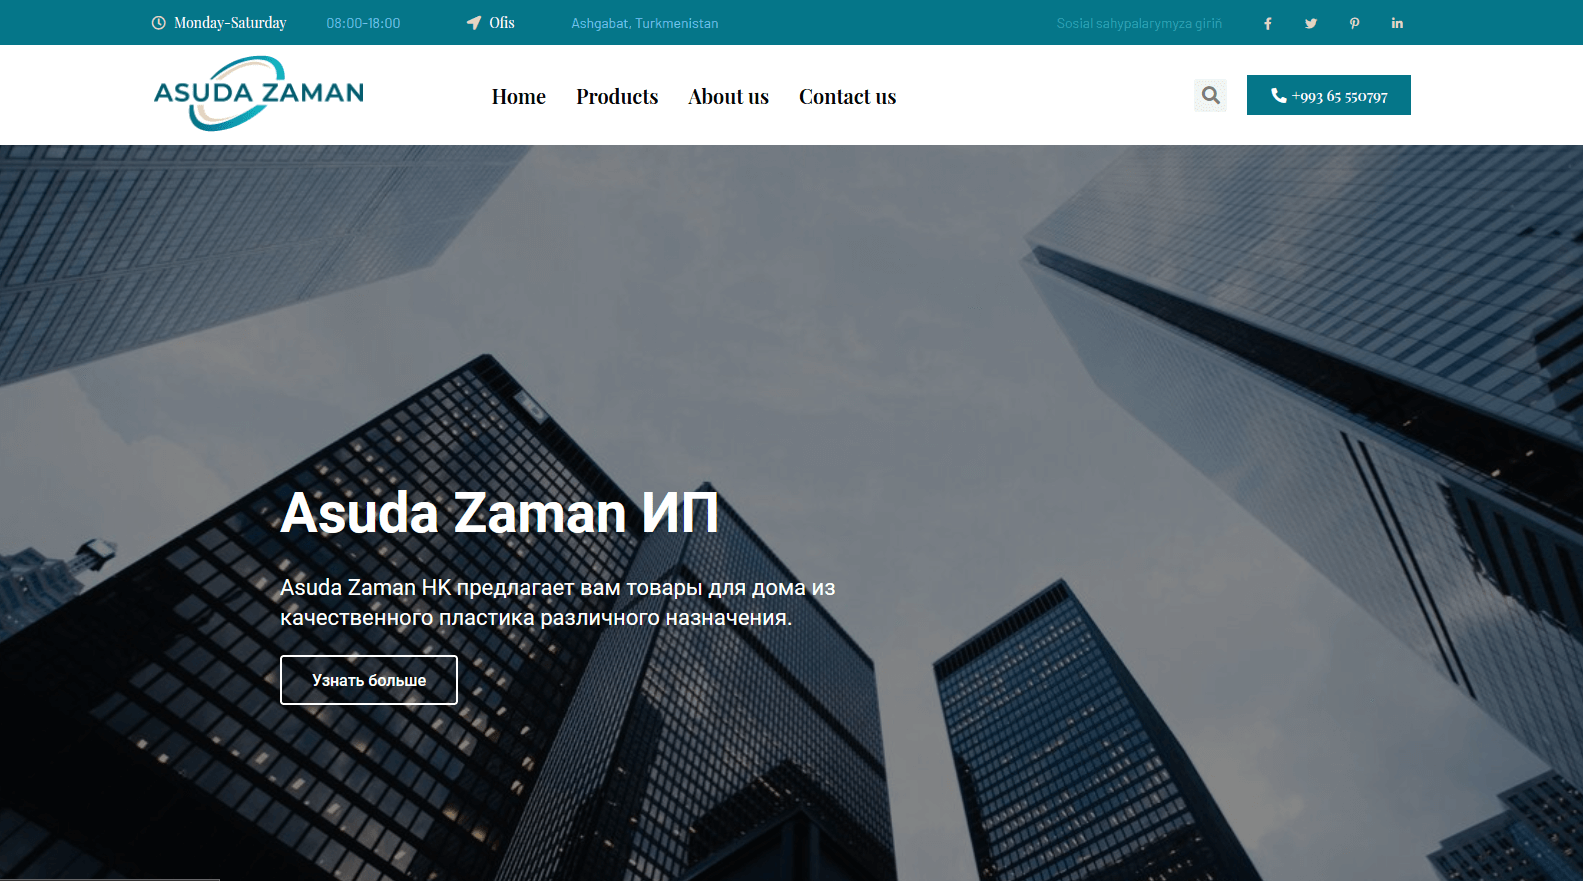 Monday-Saturday 08:00-18:00 Ofis Ashgabat, Turkmenistan Sosial sahypalarymyza giriň
ASUDA ZAMAN
Home Products About us Contact us
+993 65 550797
Asuda Zaman ИП
Asuda Zaman HK предлагает вам товары для дома из
качественного пластика различного назначения.
Узнать больше